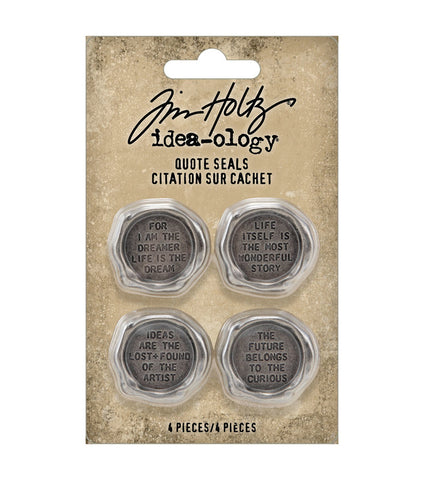 Tim Holtz
idea-ology
QUOTE SEALS
CITATION SUR CACHET
FOR
I AM THE
DREAMER
LIFE IS THE
DREAM
LIFE
ITSELF IS
THE MOST
WONDERFUL
STORY
IDEAS
ARE THE
LOST+FOUND
OF THE
ARTIST
THE
FUTURE
BELONGS
TO THE
CURIOUS
4 PIECES/4 PIÈCES